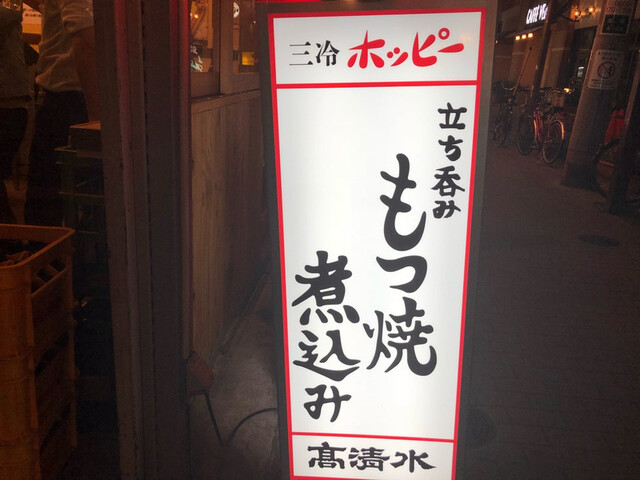 三冷 ホッピー
立ち呑み
もつ焼
煮込み
髙清水